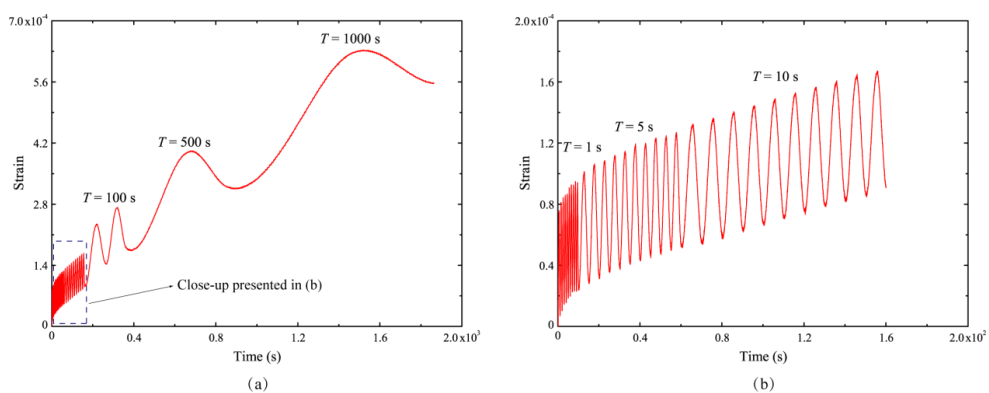 7.0x10⁻⁴
5.6
4.2
2.8
1.4
0
Strain
T = 1000 s
T = 500 s
T = 100 s
Close-up presented in (b)
0 0.4 0.8 1.2 1.6 2.0x10³
Time (s)
(a)
2.0x10⁻⁴
1.6
1.2
0.8
0.4
0
Strain
T = 10 s
T = 5 s
T = 1 s
0 0.4 0.8 1.2 1.6 2.0x10²
Time (s)
(b)